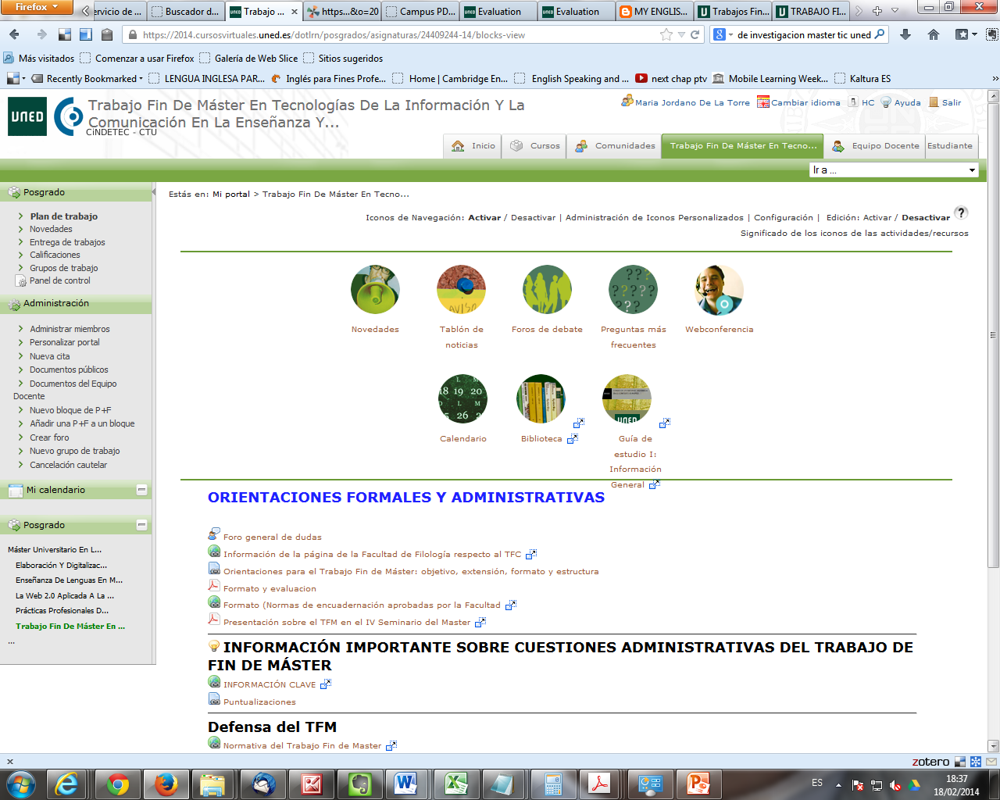 Firefox
ervicio de ...
Buscador d...
Trabajo ...
https...&o=20
Campus PD...
Evaluation
Evaluation
MY ENGLIS...
Trabajos Fin...
TRABAJO FI...
https://2014.cursosvirtuales.uned.es/dotlrn/posgrados/asignaturas/24409244-14/blocks-view
de investigacion master tic uned
Más visitados
Comenzar a usar Firefox
Galería de Web Slice
Sitios sugeridos
Recently Bookmarked
LENGUA INGLESA PAR...
Inglés para Fines Profe...
Home | Cambridge En...
English Speaking and ...
next chap ptv
Mobile Learning Week...
Kaltura ES
UNED
Trabajo Fin De Máster En Tecnologías De La Información Y La
Comunicación En La Enseñanza Y...
CiNDETEC - CTU
Maria Jordano De La Torre
Cambiar idioma
HC
Ayuda
Salir
Inicio
Cursos
Comunidades
Trabajo Fin De Máster En Tecno...
Equipo Docente
Estudiante
Ir a ...
Posgrado
Plan de trabajo
Novedades
Entrega de trabajos
Calificaciones
Grupos de trabajo
Panel de control
Administración
Administrar miembros
Personalizar portal
Nueva cita
Documentos públicos
Documentos del Equipo
Docente
Nuevo bloque de P+F
Añadir una P+F a un bloque
Crear foro
Nuevo grupo de trabajo
Cancelación cautelar
Mi calendario
Posgrado
Máster Universitario En L...
Elaboración Y Digitalizac...
Enseñanza De Lenguas En M...
La Web 2.0 Aplicada A La ...
Prácticas Profesionales D...
Trabajo Fin De Máster En ...
...
Estás en: Mi portal > Trabajo Fin De Máster En Tecno...
Iconos de Navegación: Activar / Desactivar | Administración de Iconos Personalizados | Configuración | Edición: Activar / Desactivar ?
Significado de los iconos de las actividades/recursos
AVISO
Novedades
Tablón de
noticias
Foros de debate
Preguntas más
frecuentes
Webconferencia
L M
18 19 20
D L M
25 26 2
UNED
Calendario
Biblioteca
Guía de
estudio I:
Información
General
ORIENTACIONES FORMALES Y ADMINISTRATIVAS
Foro general de dudas
Información de la página de la Facultad de Filología respecto al TFC
Orientaciones para el Trabajo Fin de Máster: objetivo, extensión, formato y estructura
Formato y evaluacion
Formato (Normas de encuadernación aprobadas por la Facultad
Presentación sobre el TFM en el IV Seminario del Master
INFORMACIÓN IMPORTANTE SOBRE CUESTIONES ADMINISTRATIVAS DEL TRABAJO DE
FIN DE MÁSTER
INFORMACIÓN CLAVE
Puntualizaciones
Defensa del TFM
Normativa del Trabajo Fin de Master
x
zotero
ES
18:37
18/02/2014